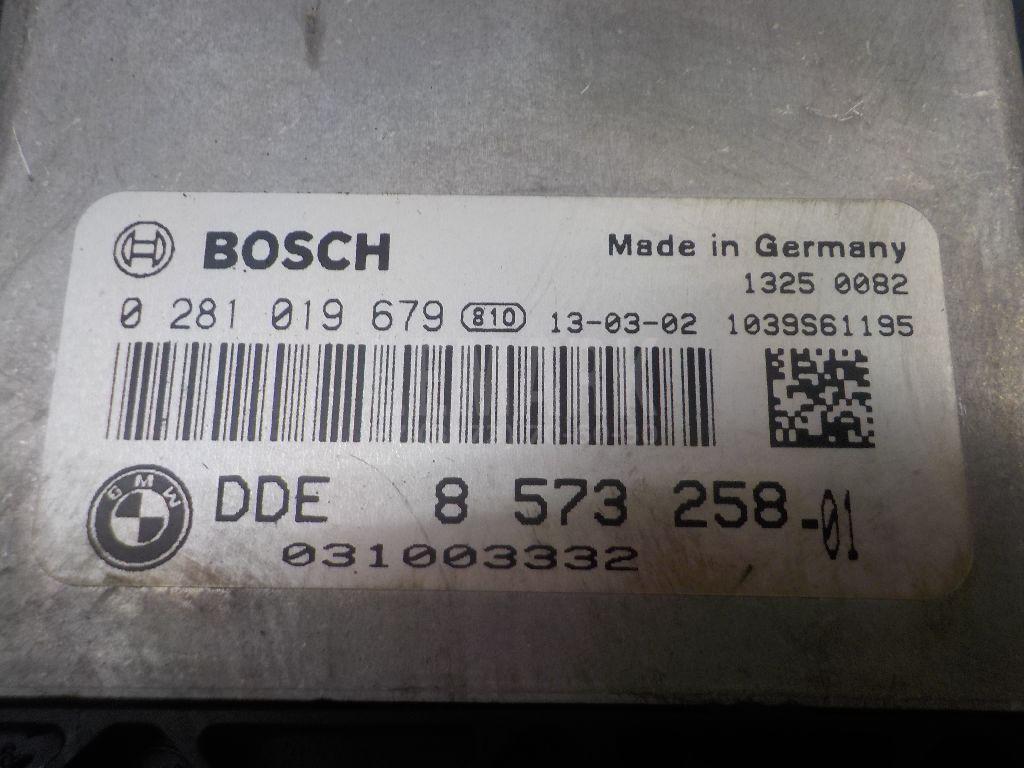 BOSCH
Made in Germany
1325 0082
0 281 019 679 810 13-03-02 1039S61195
BMW
DDE 8 573 258-01
031003332